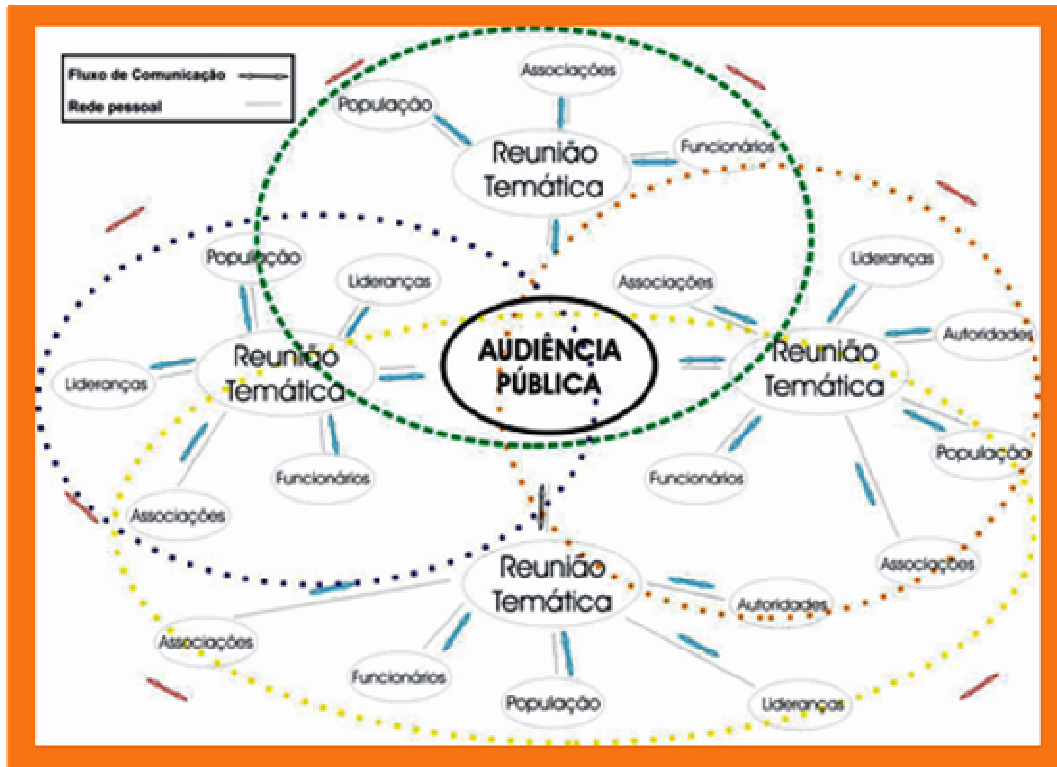 Fluxo de Comunicação
Rede pessoal
Associações
População
Funcionários
Reunião
Temática
População
Lideranças
Associações
Lideranças
Autoridades
Lideranças
Reunião
Temática
AUDIÊNCIA
PÚBLICA
Reunião
Temática
População
Funcionários
Funcionários
Associações
Associações
Reunião
Temática
Autoridades
Associações
Funcionários
População
Lideranças